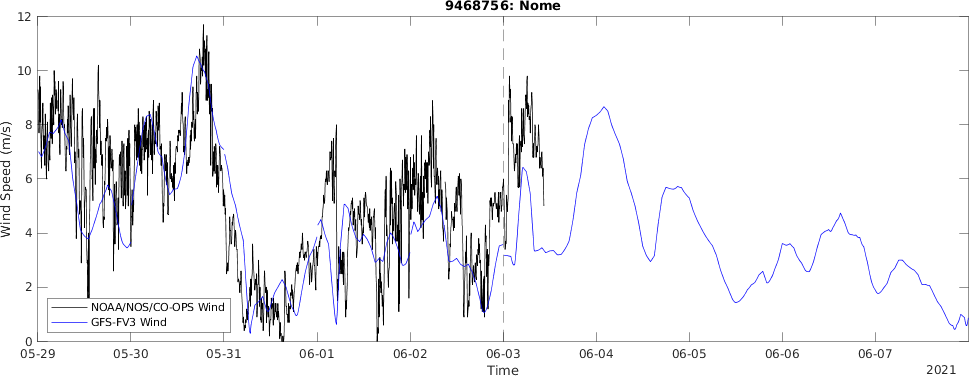 9468756: Nome
Wind Speed (m/s)
12
10
8
6
4
2
0
NOAA/NOS/CO-OPS Wind
GFS-FV3 Wind
05-29 05-30 05-31 06-01 06-02 06-03 06-04 06-05 06-06 06-07
Time
2021